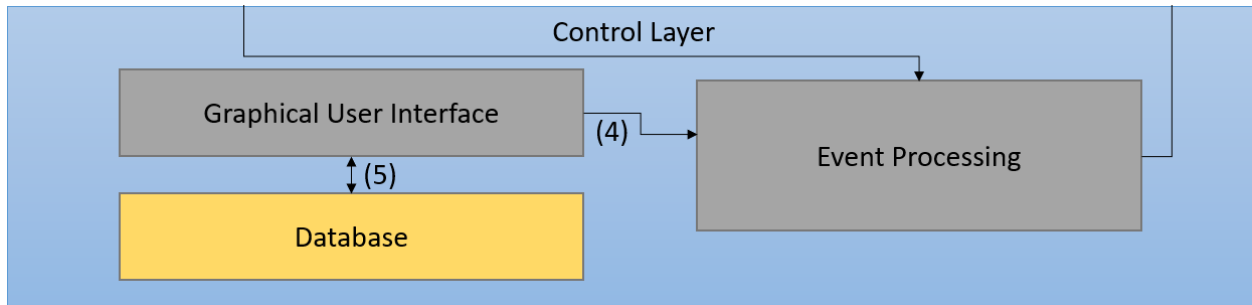 Control Layer
Graphical User Interface
(4)
Event Processing
(5)
Database